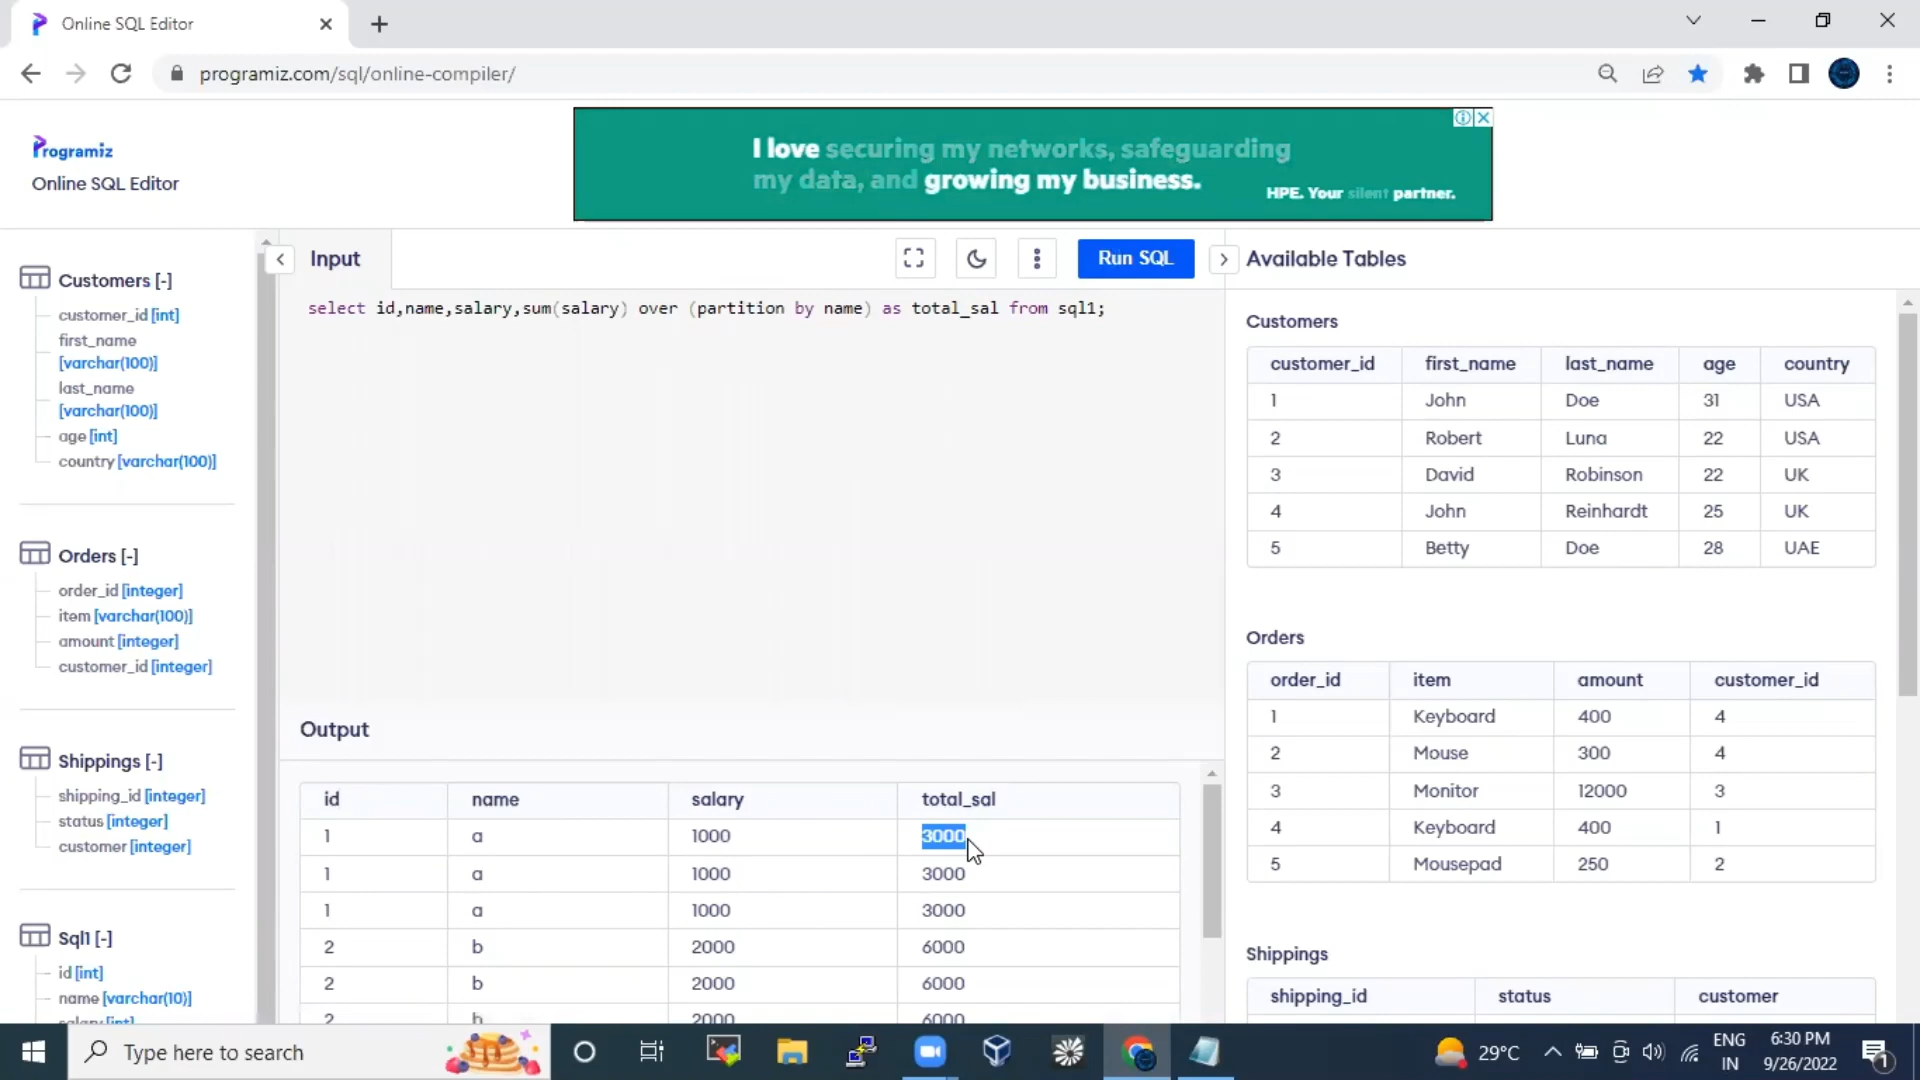 Online SQL Editor
programiz.com/sql/online-compiler/
Programiz
Online SQL Editor
I love securing my networks, safeguarding
my data, and growing my business.
HPE. Your silent partner.
Customers [-]
customer_id [int]
first_name
[varchar(100)]
last_name
[varchar(100)]
age [int]
country [varchar(100)]
Orders [-]
order_id [integer]
item [varchar(100)]
amount [integer]
customer_id [integer]
Shippings [-]
shipping_id [integer]
status [integer]
customer [integer]
Sql1 [-]
id [int]
name [varchar(10)]
salary [int]
Input
Run SQL
select id,name,salary,sum(salary) over (partition by name) as total_sal from sql1;
Output
id name salary total_sal
1 a 1000 3000
1 a 1000 3000
1 a 1000 3000
2 b 2000 6000
2 b 2000 6000
2 b 2000 6000
Available Tables
Customers
customer_id first_name last_name age country
1 John Doe 31 USA
2 Robert Luna 22 USA
3 David Robinson 22 UK
4 John Reinhardt 25 UK
5 Betty Doe 28 UAE
Orders
order_id item amount customer_id
1 Keyboard 400 4
2 Mouse 300 4
3 Monitor 12000 3
4 Keyboard 400 1
5 Mousepad 250 2
Shippings
shipping_id status customer
Type here to search
29°C
ENG
IN
6:30 PM
9/26/2022
1